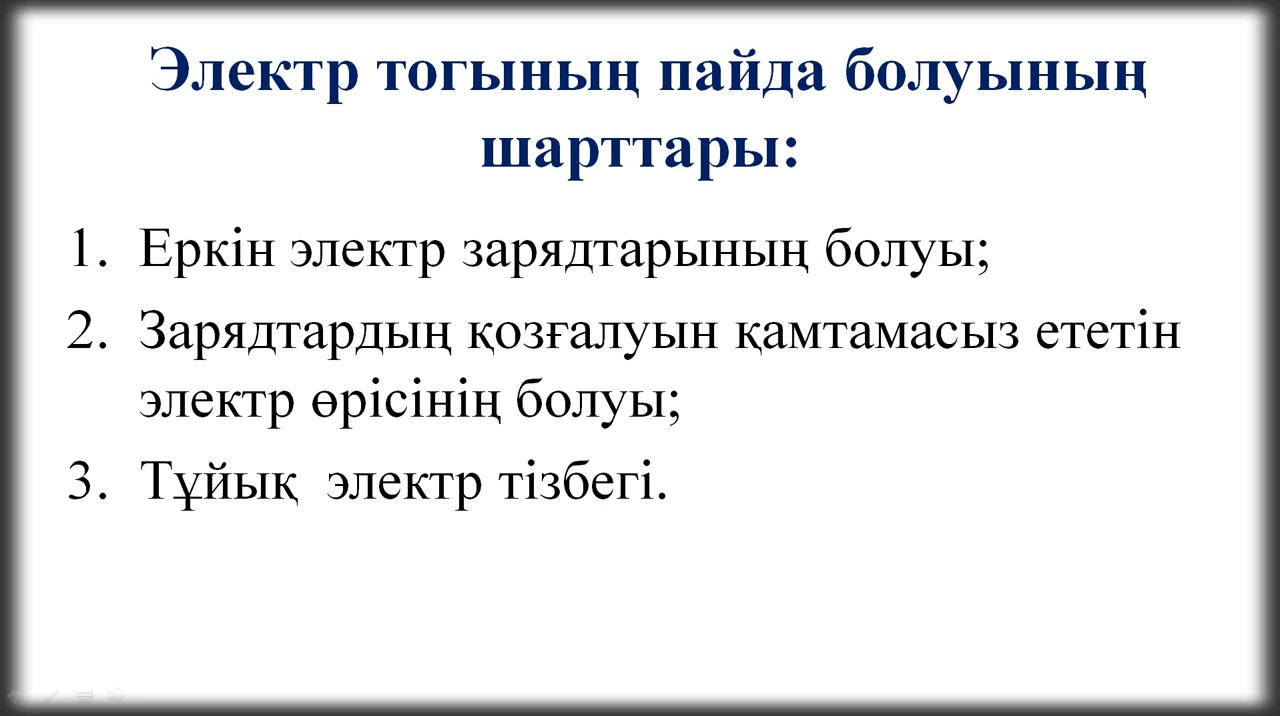 Электр тогының пайда болуының
шарттары:
1. Еркін электр зарядтарының болуы;
2. Зарядтардың қозғалуын қамтамасыз ететін
электр өрісінің болуы;
3. Тұйық  электр тізбегі.